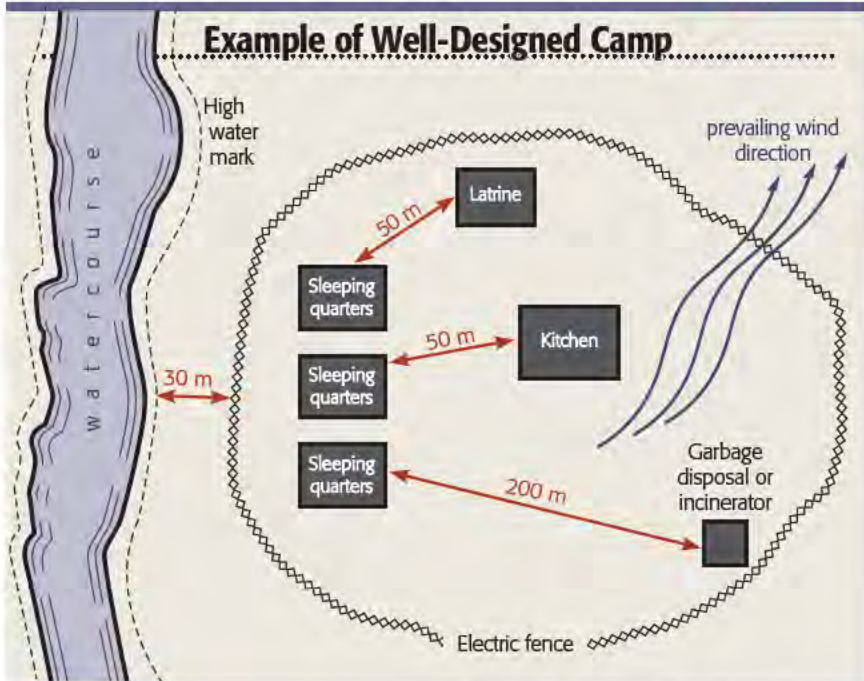 Example of Well-Designed Camp
High
water
mark
prevailing wind
direction
watercourse
Latrine
50 m
Sleeping
quarters
Kitchen
50 m
Sleeping
quarters
30 m
Sleeping
quarters
200 m
Garbage
disposal or
incinerator
Electric fence